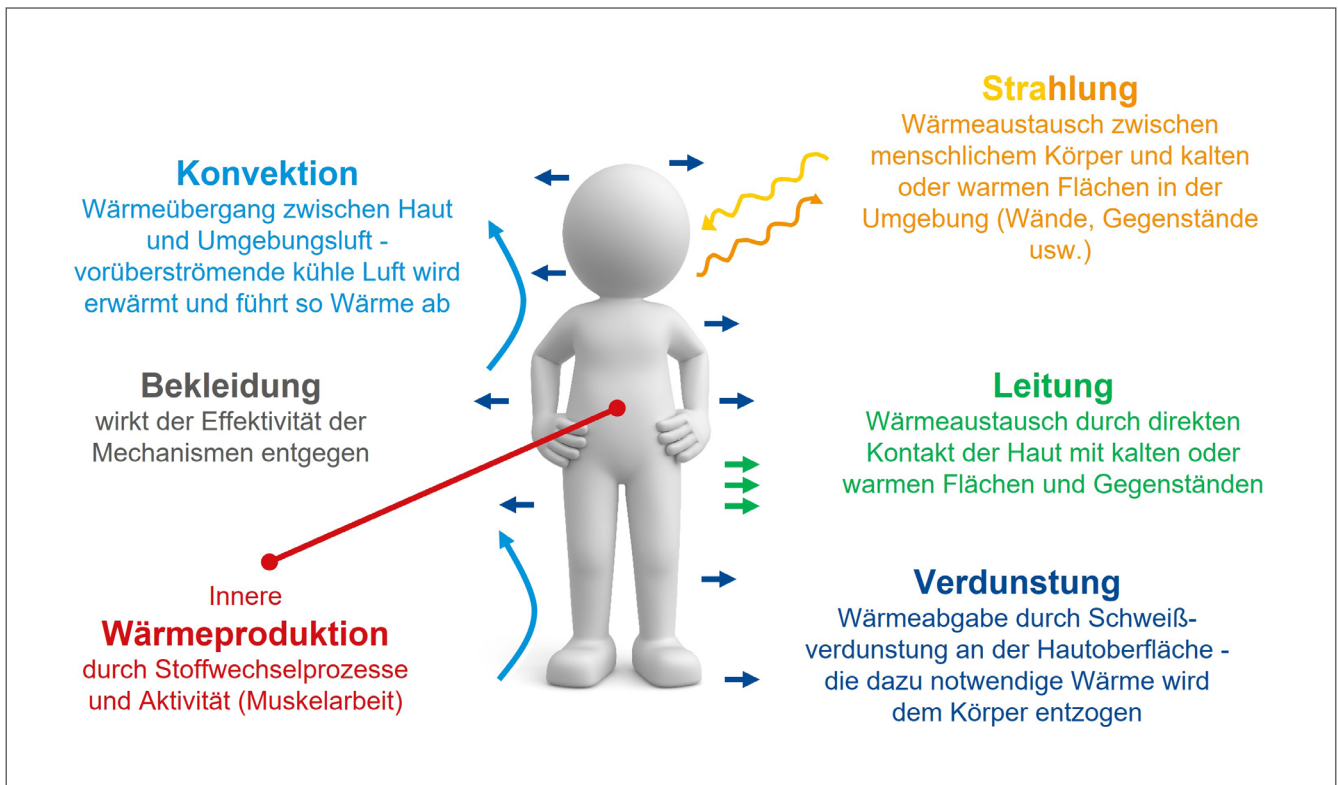 Konvektion
Wärmeübergang zwischen Haut
und Umgebungsluft -
vorüberströmende kühle Luft wird
erwärmt und führt so Wärme ab
Bekleidung
wirkt der Effektivität der
Mechanismen entgegen
Innere
Wärmeproduktion
durch Stoffwechselprozesse
und Aktivität (Muskelarbeit)
Strahlung
Wärmeaustausch zwischen
menschlichem Körper und kalten
oder warmen Flächen in der
Umgebung (Wände, Gegenstände
usw.)
Leitung
Wärmeaustausch durch direkten
Kontakt der Haut mit kalten oder
warmen Flächen und Gegenständen
Verdunstung
Wärmeabgabe durch Schweiß-
verdunstung an der Hautoberfläche -
die dazu notwendige Wärme wird
dem Körper entzogen